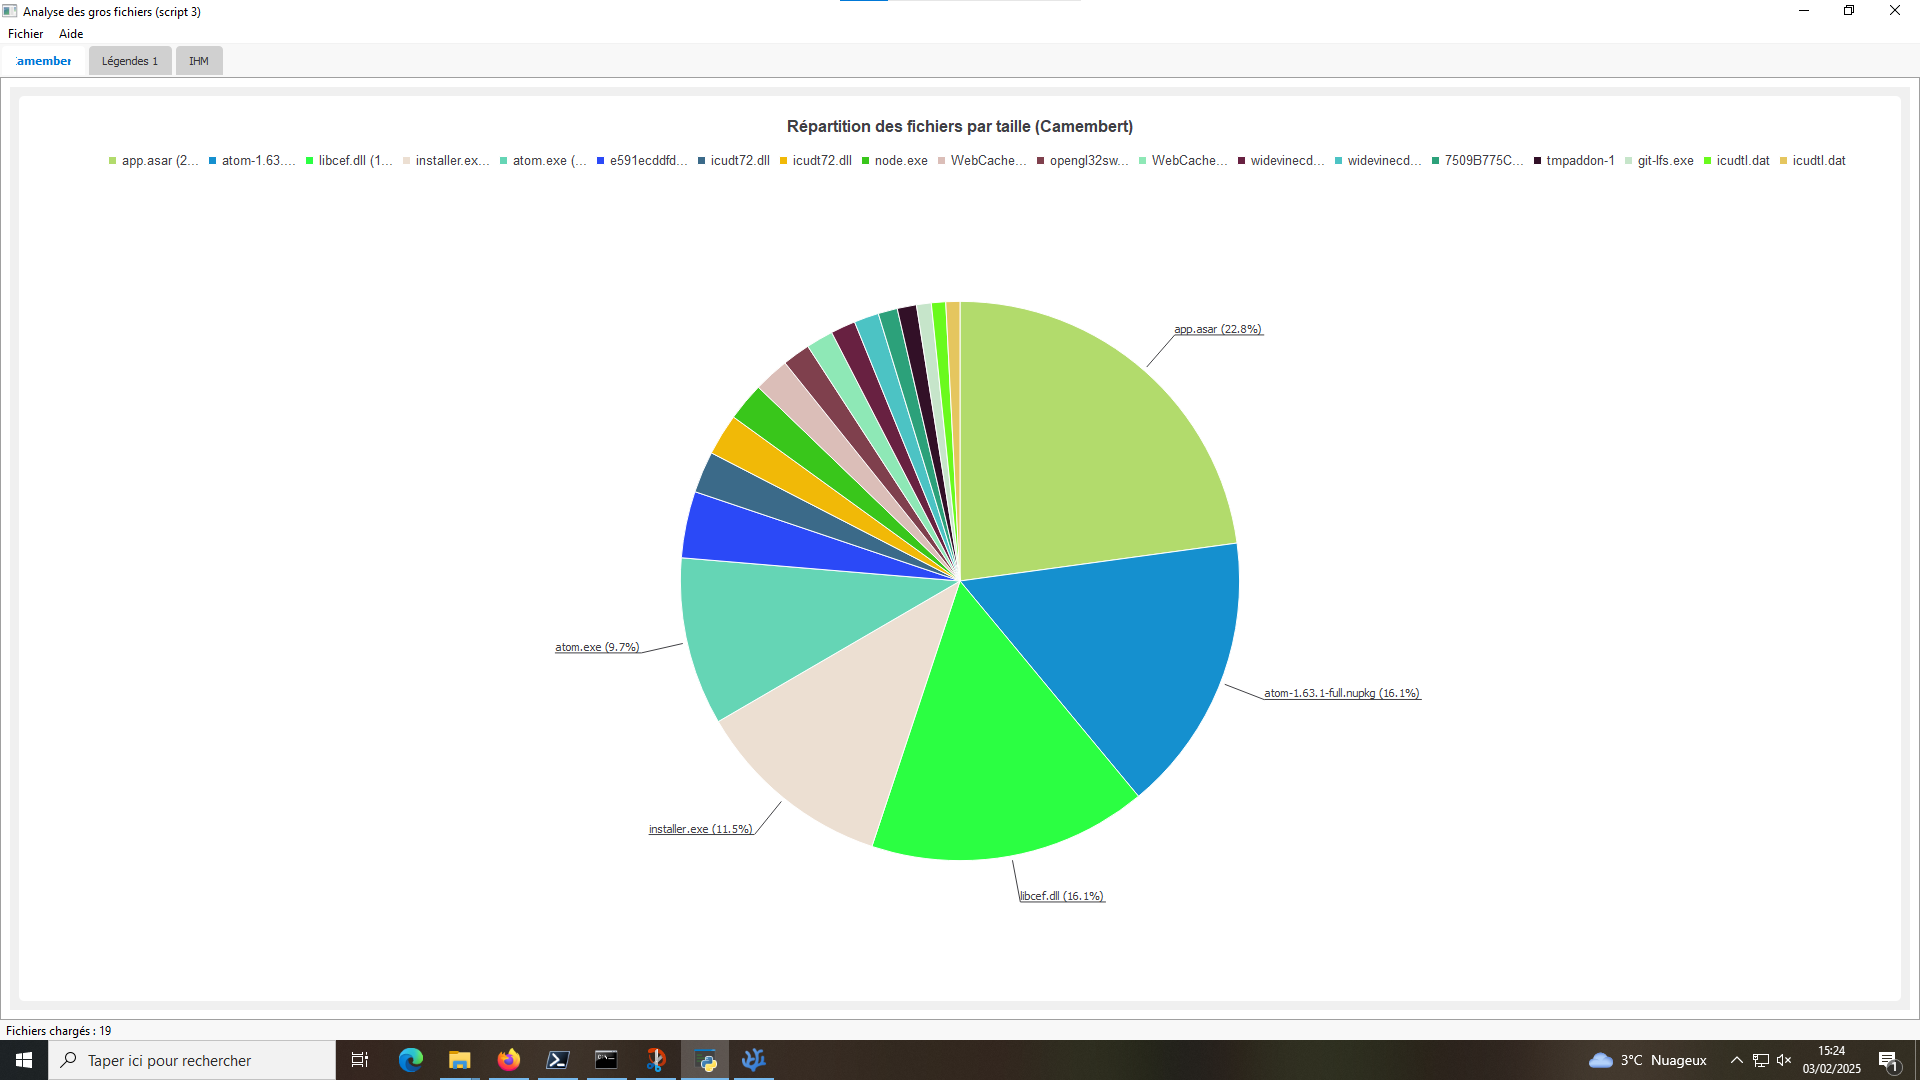 Analyse des gros fichiers (script 3)
Fichier Aide
amember Légendes 1 IHM
Répartition des fichiers par taille (Camembert)
app.asar (2... atom-1.63.... libcef.dll (1... installer.ex... atom.exe (... e591ecddfd... icudt72.dll icudt72.dll node.exe WebCache... opengl32sw... WebCache... widevinecd... widevinecd... 7509B775C... tmpaddon-1 git-lfs.exe icudtl.dat icudtl.dat
app.asar (22.8%)
atom.exe (9.7%)
atom-1.63.1-full.nupkg (16.1%)
installer.exe (11.5%)
libcef.dll (16.1%)
Fichiers chargés : 19
Taper ici pour rechercher
3°C Nuageux
15:24
03/02/2025
1